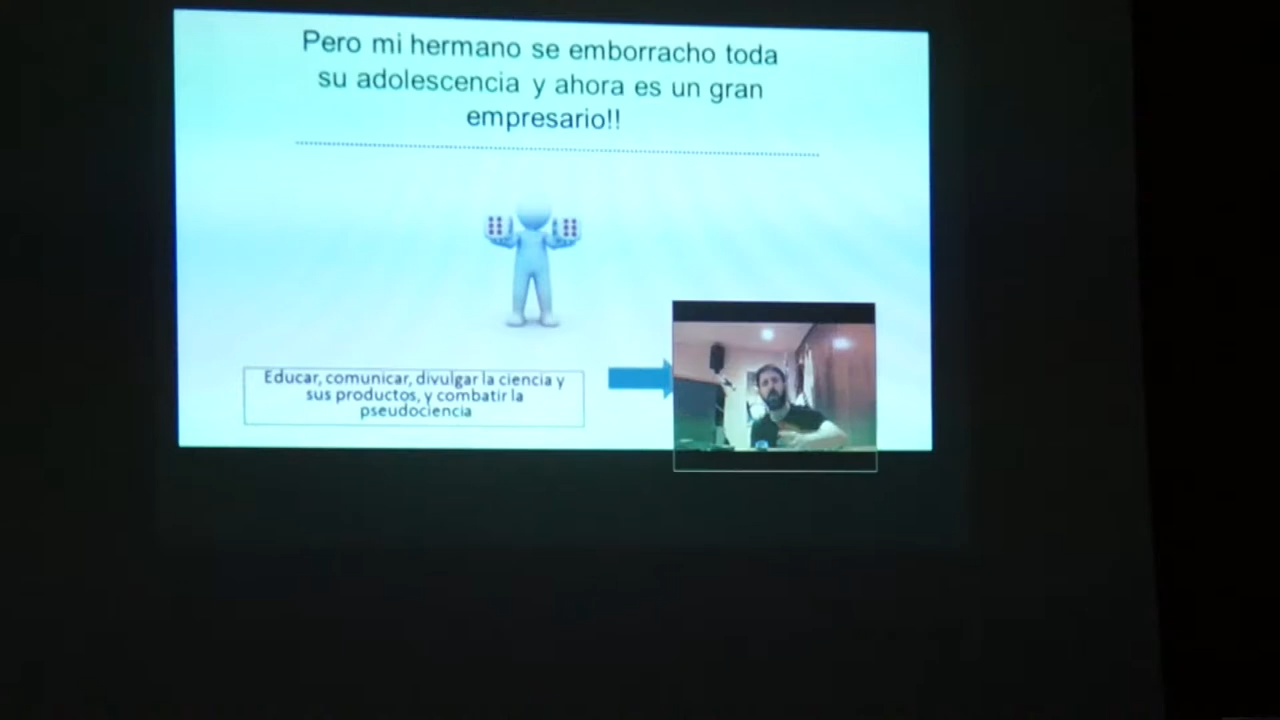 Pero mi hermano se emborracho toda
su adolescencia y ahora es un gran
empresario!!
Educar, comunicar, divulgar la ciencia y
sus productos, y combatir la
pseudociencia